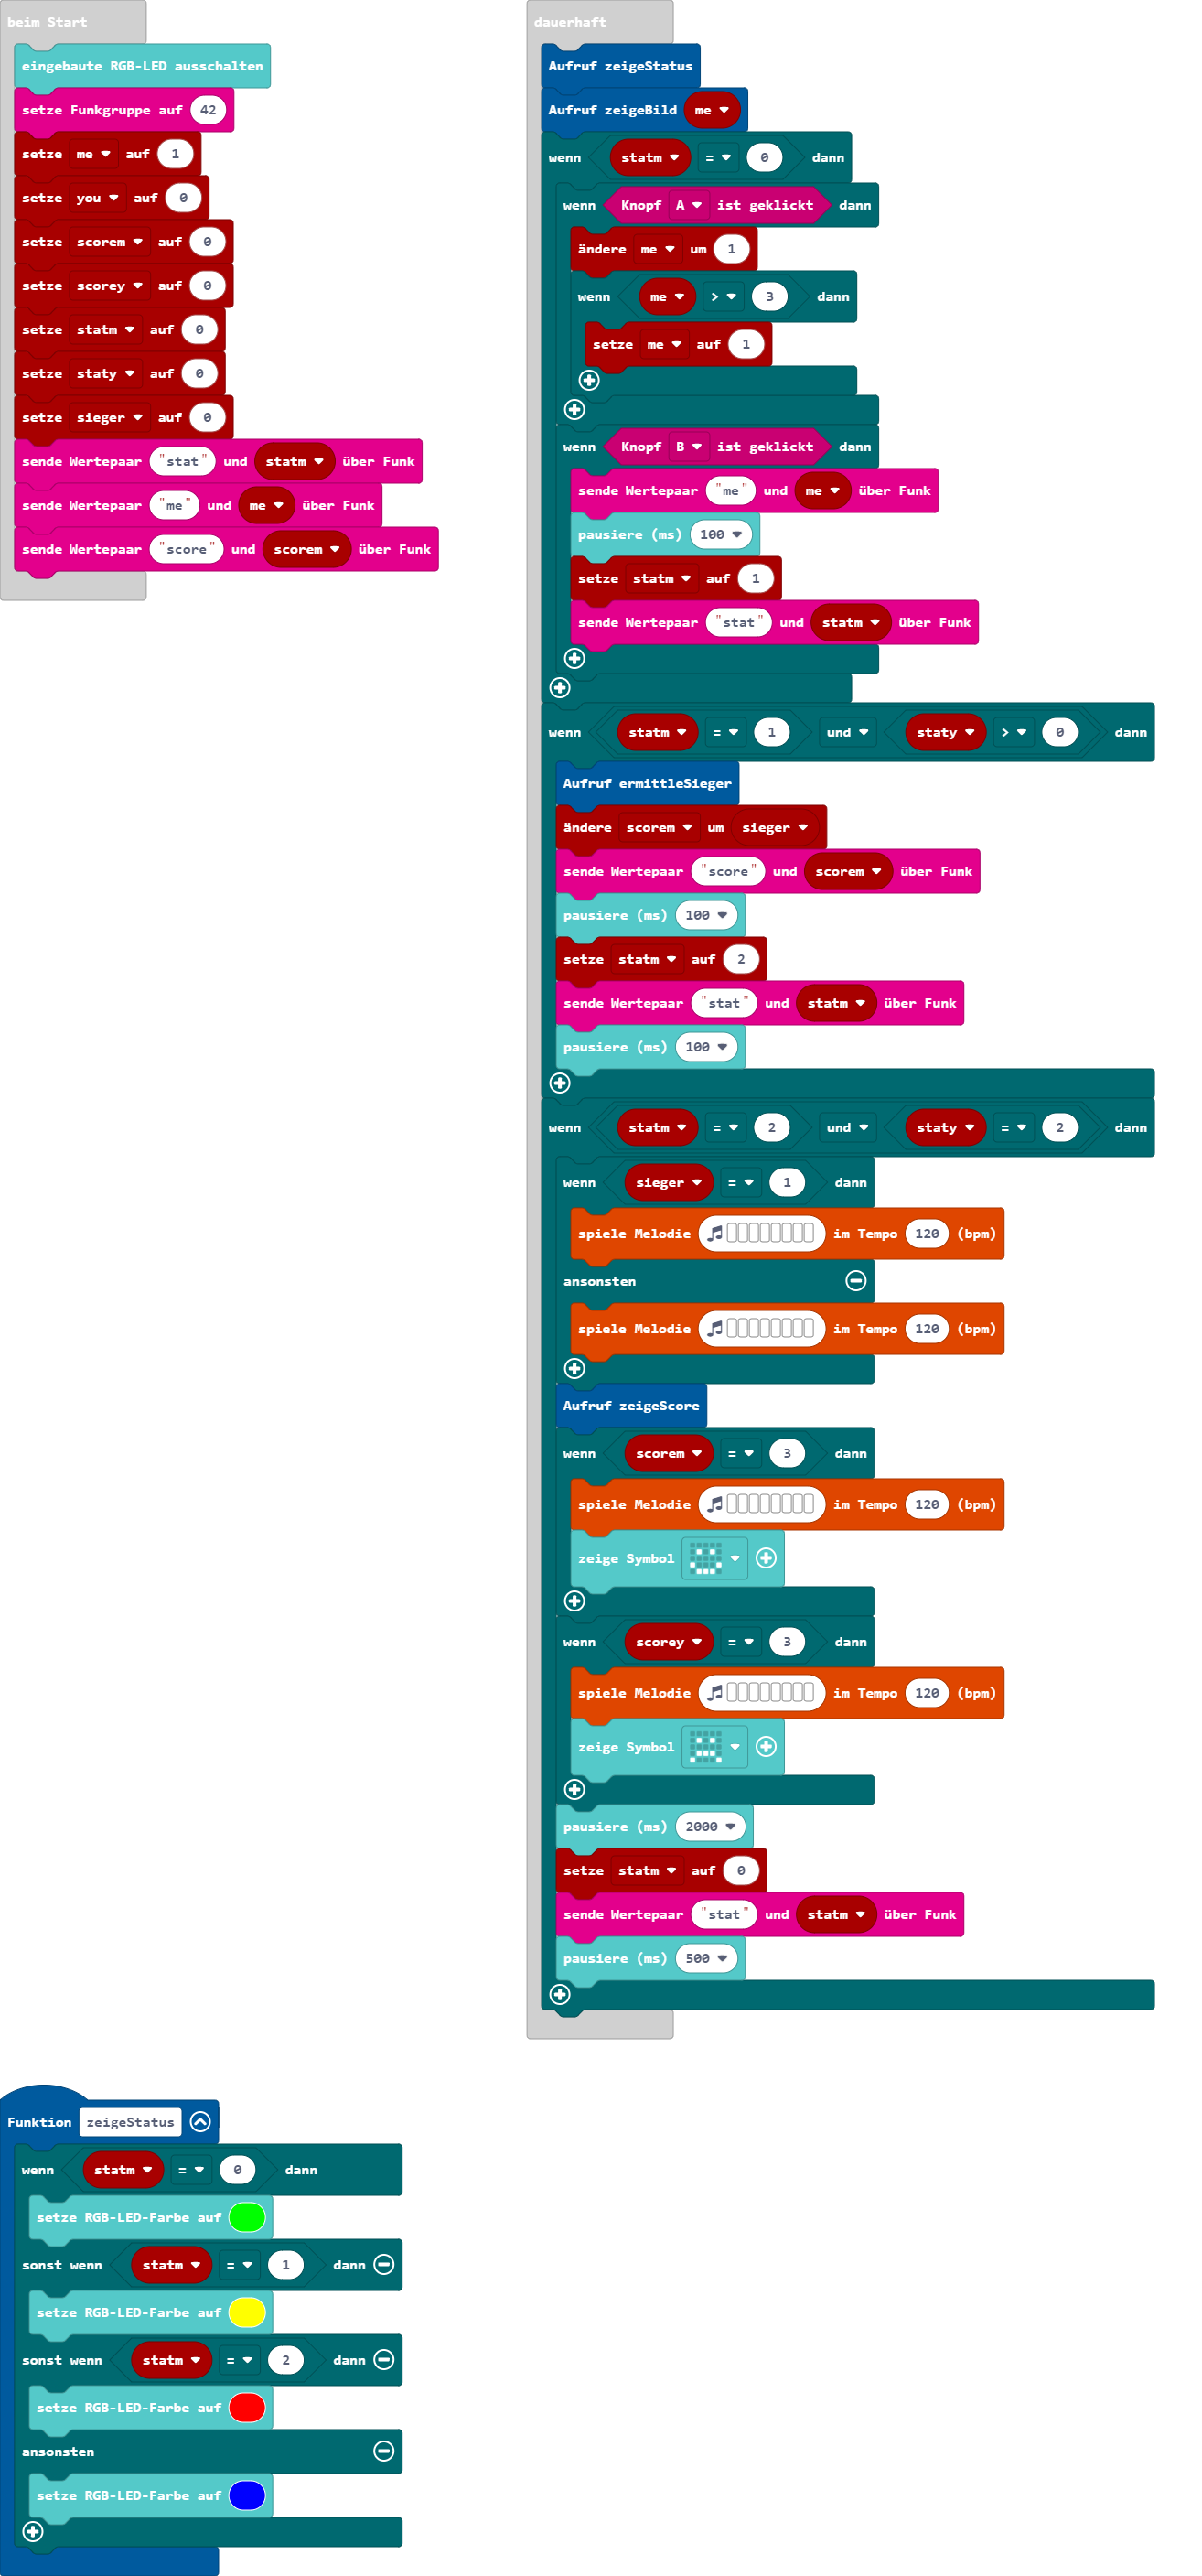 beim Start
eingebaute RGB-LED ausschalten
setze Funkgruppe auf 42
setze me auf 1
setze you auf 0
setze scorem auf 0
setze scorey auf 0
setze statm auf 0
setze staty auf 0
setze sieger auf 0
sende Wertepaar "stat" und statm über Funk
sende Wertepaar "me" und me über Funk
sende Wertepaar "score" und scorem über Funk
dauerhaft
Aufruf zeigeStatus
Aufruf zeigeBild me
wenn statm = 0 dann
wenn Knopf A ist geklickt dann
ändere me um 1
wenn me > 3 dann
setze me auf 1
wenn Knopf B ist geklickt dann
sende Wertepaar "me" und me über Funk
pausiere (ms) 100
setze statm auf 1
sende Wertepaar "stat" und statm über Funk
wenn statm = 1 und staty > 0 dann
Aufruf ermittleSieger
ändere scorem um sieger
sende Wertepaar "score" und scorem über Funk
pausiere (ms) 100
setze statm auf 2
sende Wertepaar "stat" und statm über Funk
pausiere (ms) 100
wenn statm = 2 und staty = 2 dann
wenn sieger = 1 dann
spiele Melodie im Tempo 120 (bpm)
ansonsten
spiele Melodie im Tempo 120 (bpm)
Aufruf zeigeScore
wenn scorem = 3 dann
spiele Melodie im Tempo 120 (bpm)
zeige Symbol
wenn scorey = 3 dann
spiele Melodie im Tempo 120 (bpm)
zeige Symbol
pausiere (ms) 2000
setze statm auf 0
sende Wertepaar "stat" und statm über Funk
pausiere (ms) 500
Funktion zeigeStatus
wenn statm = 0 dann
setze RGB-LED-Farbe auf
sonst wenn statm = 1 dann
setze RGB-LED-Farbe auf
sonst wenn statm = 2 dann
setze RGB-LED-Farbe auf
ansonsten
setze RGB-LED-Farbe auf